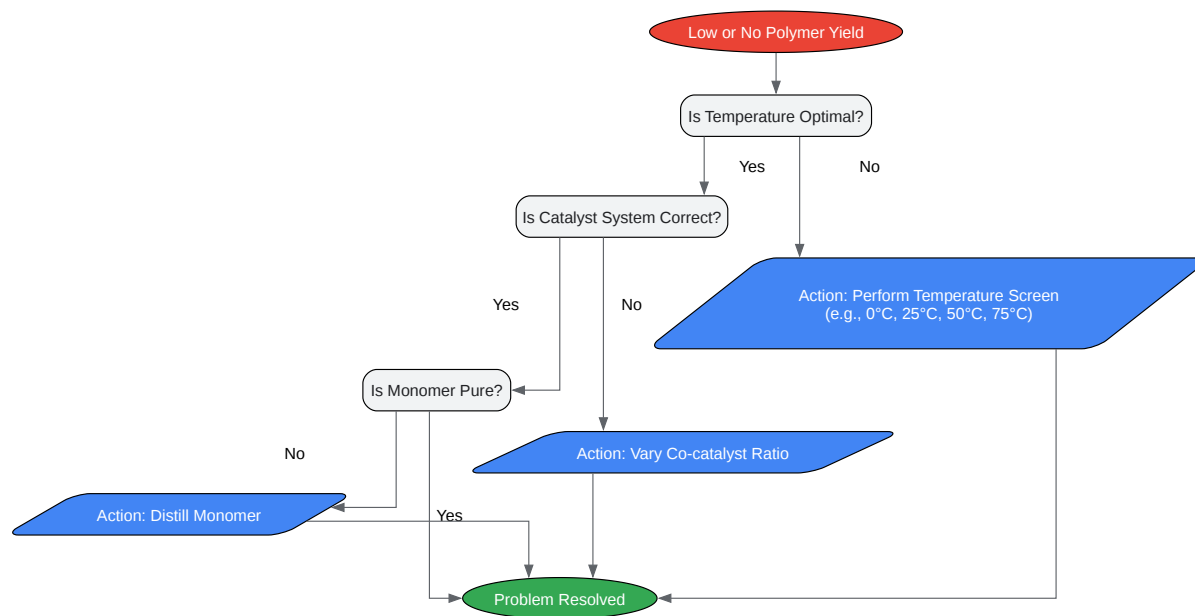 Low or No Polymer Yield
Is Temperature Optimal?
Yes
No
Is Catalyst System Correct?
Action: Perform Temperature Screen
(e.g., 0°C, 25°C, 50°C, 75°C)
Yes
No
Is Monomer Pure?
No
Action: Vary Co-catalyst Ratio
Action: Distill Monomer
Yes
Problem Resolved